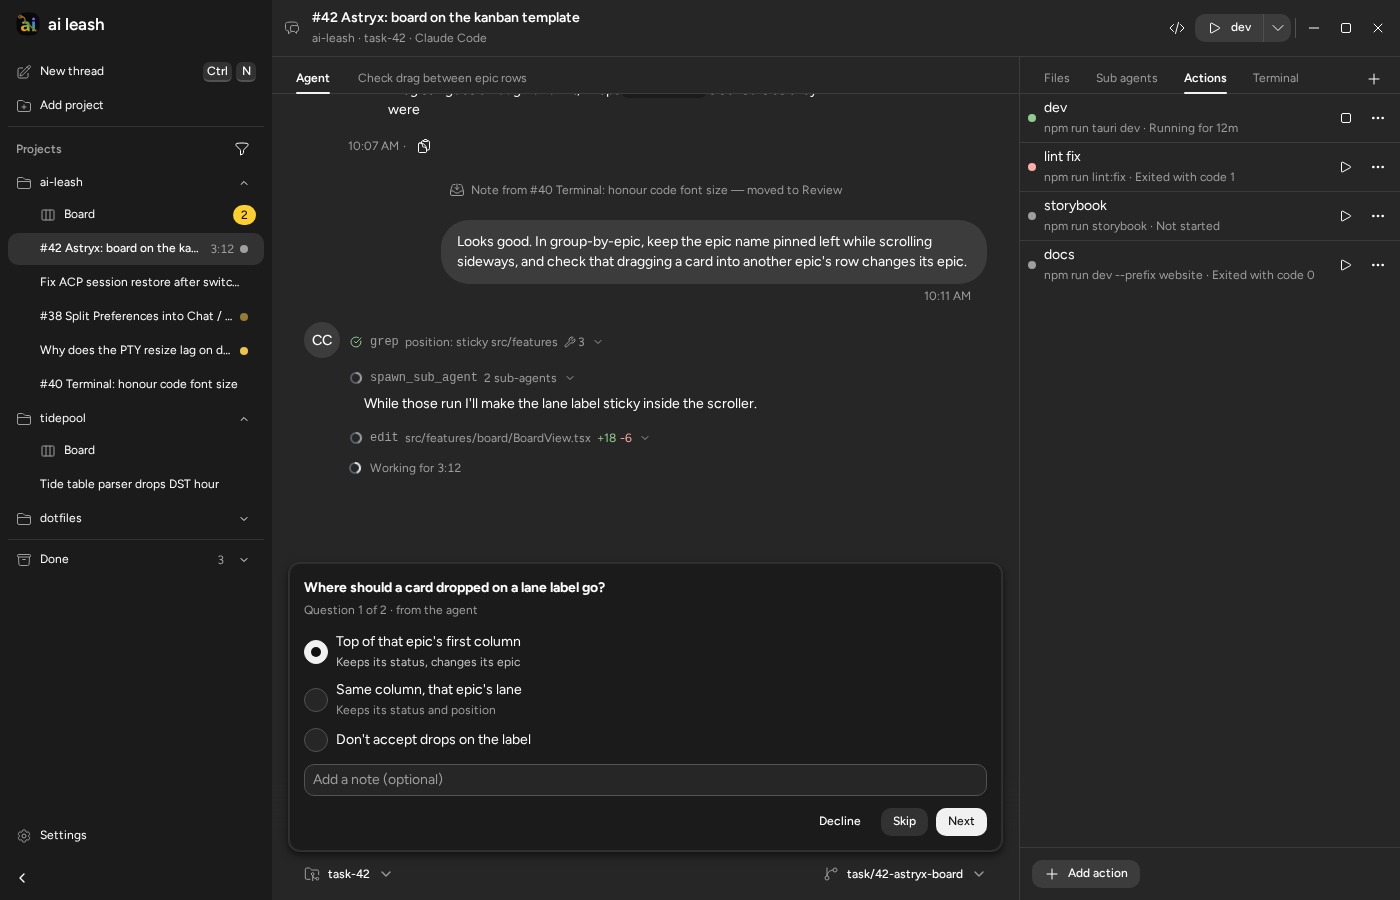 ai leash
New thread
Ctrl N
Add project
Projects
ai-leash
Board
2
#42 Astryx: board on the ka...
3:12
Fix ACP session restore after switc...
#38 Split Preferences into Chat / ...
Why does the PTY resize lag on d...
#40 Terminal: honour code font size
tidepool
Board
Tide table parser drops DST hour
dotfiles
Done
3
Settings
#42 Astryx: board on the kanban template
ai-leash · task-42 · Claude Code
dev
Agent
Check drag between epic rows
were
10:07 AM ·
Note from #40 Terminal: honour code font size — moved to Review
Looks good. In group-by-epic, keep the epic name pinned left while scrolling
sideways, and check that dragging a card into another epic's row changes its epic.
10:11 AM
CC
grep position: sticky src/features 3
spawn_sub_agent 2 sub-agents
While those run I'll make the lane label sticky inside the scroller.
edit src/features/board/BoardView.tsx +18 -6
Working for 3:12
Where should a card dropped on a lane label go?
Question 1 of 2 · from the agent
Top of that epic's first column
Keeps its status, changes its epic
Same column, that epic's lane
Keeps its status and position
Don't accept drops on the label
Add a note (optional)
Decline
Skip
Next
task-42
task/42-astryx-board
Files
Sub agents
Actions
Terminal
dev
npm run tauri dev · Running for 12m
lint fix
npm run lint:fix · Exited with code 1
storybook
npm run storybook · Not started
docs
npm run dev --prefix website · Exited with code 0
Add action